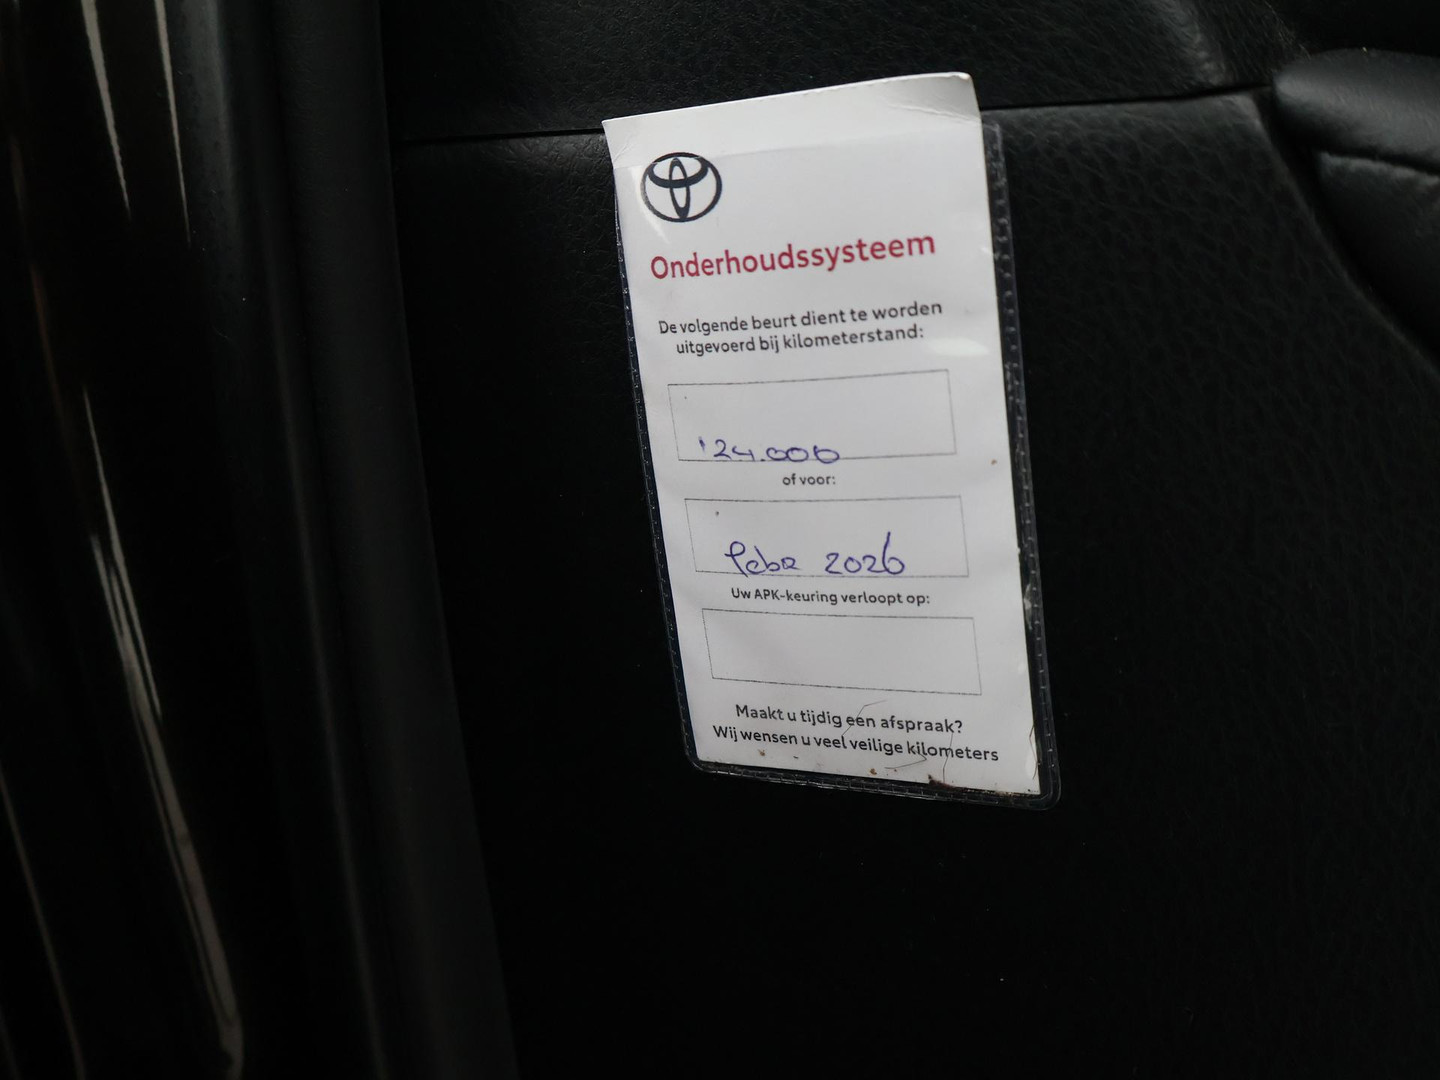 Onderhoudssysteem
De volgende beurt dient te worden
uitgevoerd bij kilometerstand:
124.000
of voor:
febr 2026
Uw APK-keuring verloopt op:
Maakt u tijdig een afspraak?
Wij wensen u veel veilige kilometers